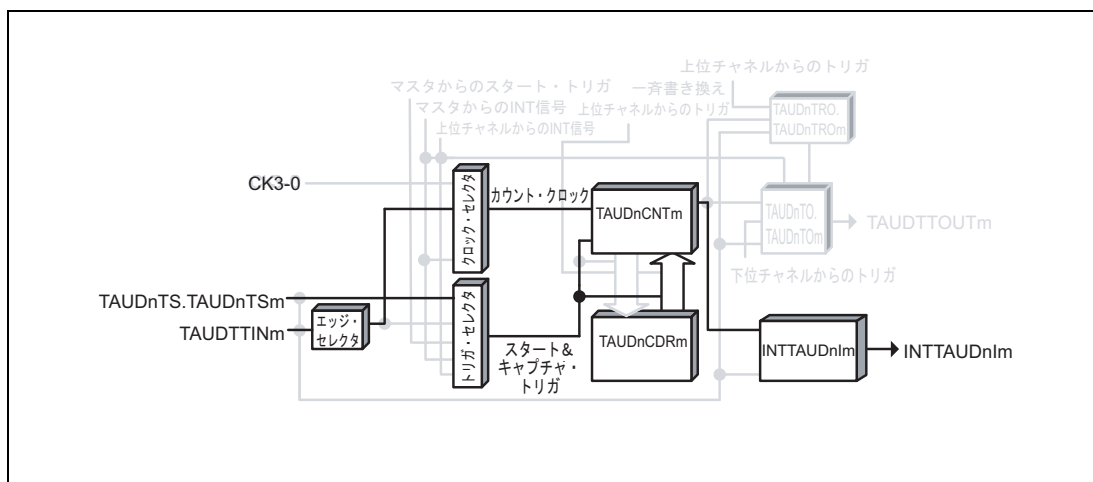 上位チャネルからのトリガ
マスタからのスタート・トリガ
一斉書き換え
マスタからのINT信号
上位チャネルからのトリガ
上位チャネルからのINT信号
TAUDnTRO.
TAUDnTROm
CK3-0
クロック・セレクタ
カウント・クロック
TAUDnCNTm
TAUDnTO.
TAUDnTOm
TAUDTTOUTm
下位チャネルからのトリガ
TAUDnTS.TAUDnTSm
TAUDTTINm
エッジ・
セレクタ
トリガ・セレクタ
スタート&
キャプチャ・
トリガ
TAUDnCDRm
INTTAUDnIm
INTTAUDnIm